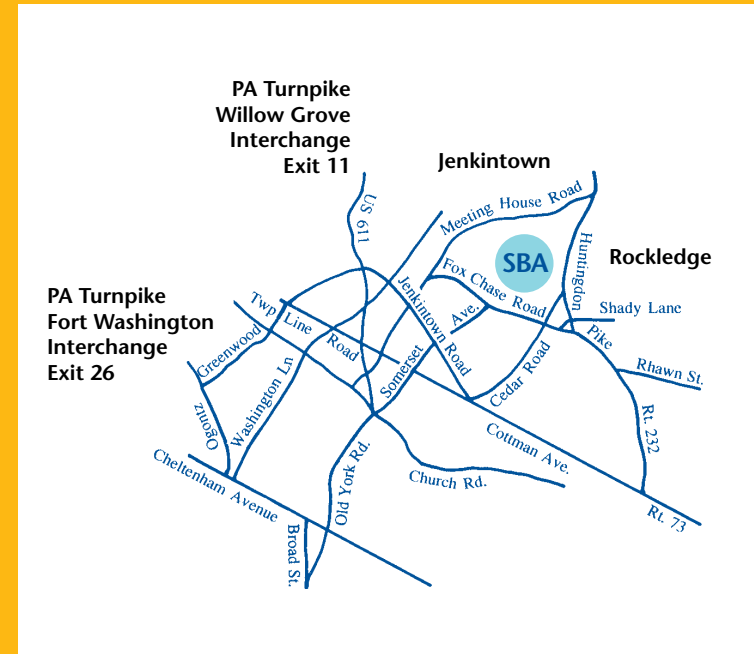 PA Turnpike
Willow Grove
Interchange
Exit 11
Jenkintown
US 611
Meeting House Road
Huntingdon
Pike
SBA
Rockledge
Fox Chase Road
Shady Lane
PA Turnpike
Fort Washington
Interchange
Exit 26
Twp Line Road
Jenkintown Road
Somerset Ave.
Greenwood
Washington Ln
Cedar Road
Rhawn St.
Ogontz
Rt. 232
Cottman Ave.
Old York Rd.
Church Rd.
Cheltenham Avenue
Broad St.
Rt. 73